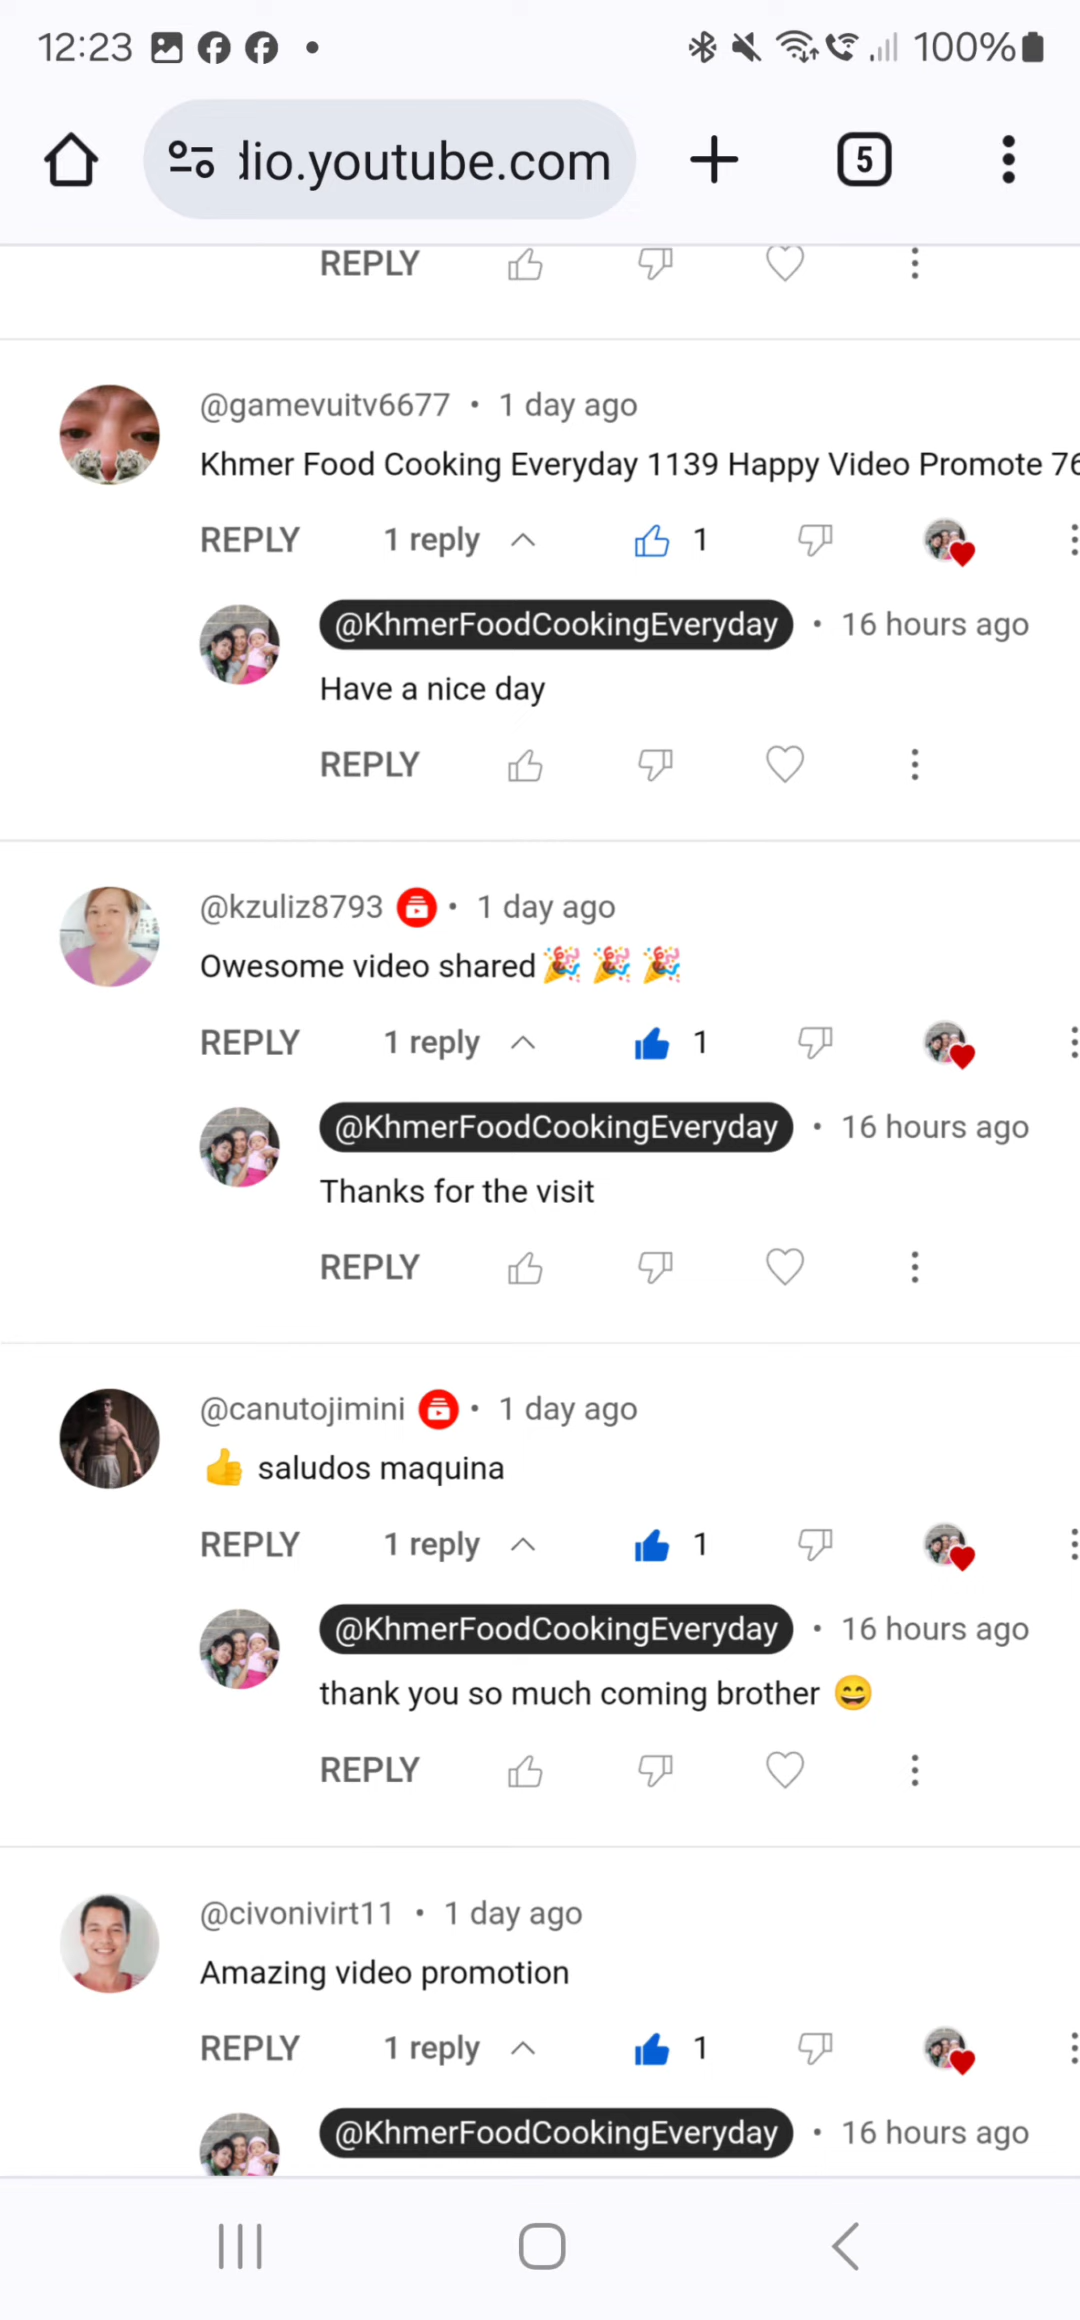 12:23
100%
dio.youtube.com
5
REPLY
@gamevuitv6677 • 1 day ago
Khmer Food Cooking Everyday 1139 Happy Video Promote 76
REPLY 1 reply 1
@KhmerFoodCookingEveryday • 16 hours ago
Have a nice day
REPLY
@kzuliz8793 • 1 day ago
Owesome video shared🎉🎉🎉
REPLY 1 reply 1
@KhmerFoodCookingEveryday • 16 hours ago
Thanks for the visit
REPLY
@canutojimini • 1 day ago
👍 saludos maquina
REPLY 1 reply 1
@KhmerFoodCookingEveryday • 16 hours ago
thank you so much coming brother 😄
REPLY
@civonivirt11 • 1 day ago
Amazing video promotion
REPLY 1 reply 1
@KhmerFoodCookingEveryday • 16 hours ago